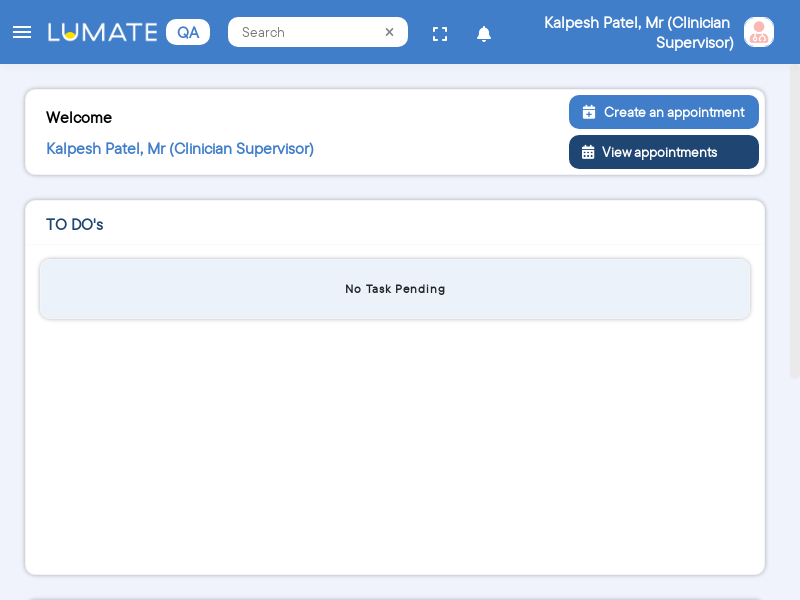 LUMATE QA Search
Kalpesh Patel, Mr (Clinician
Supervisor)
Welcome
Kalpesh Patel, Mr (Clinician Supervisor)
Create an appointment
View appointments
TO DO's
No Task Pending